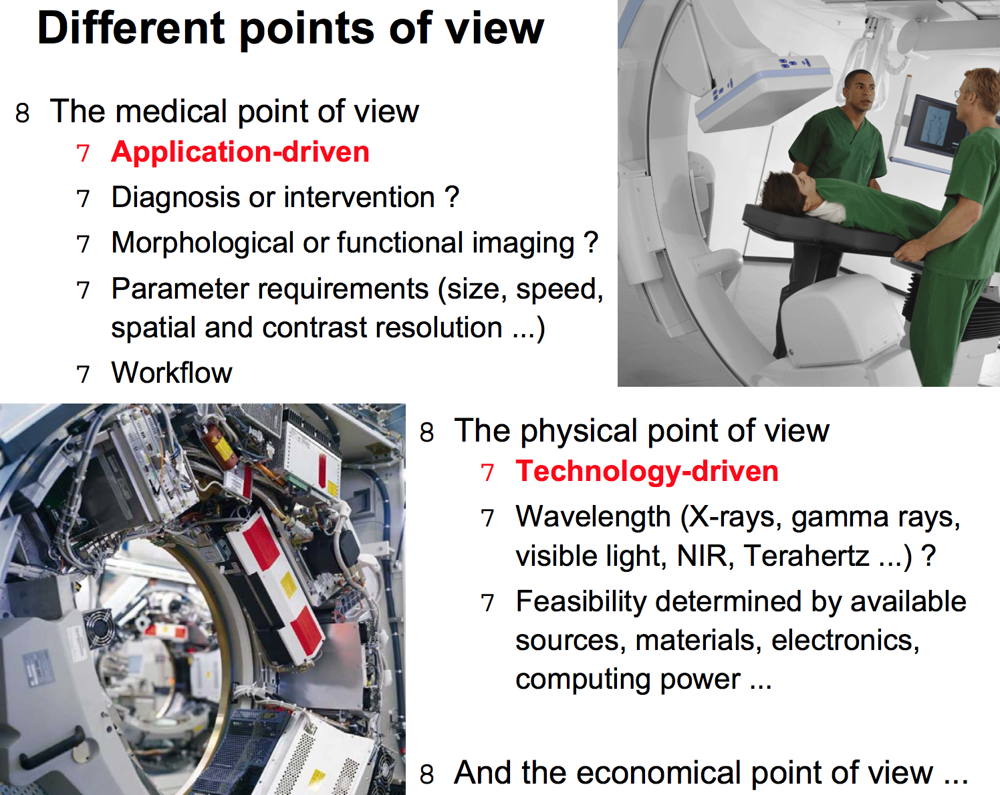 Different points of view
8 The medical point of view
7 Application-driven
7 Diagnosis or intervention ?
7 Morphological or functional imaging ?
7 Parameter requirements (size, speed,
spatial and contrast resolution ...)
7 Workflow
8 The physical point of view
7 Technology-driven
7 Wavelength (X-rays, gamma rays,
visible light, NIR, Terahertz ...) ?
7 Feasibility determined by available
sources, materials, electronics,
computing power ...
8 And the economical point of view ...